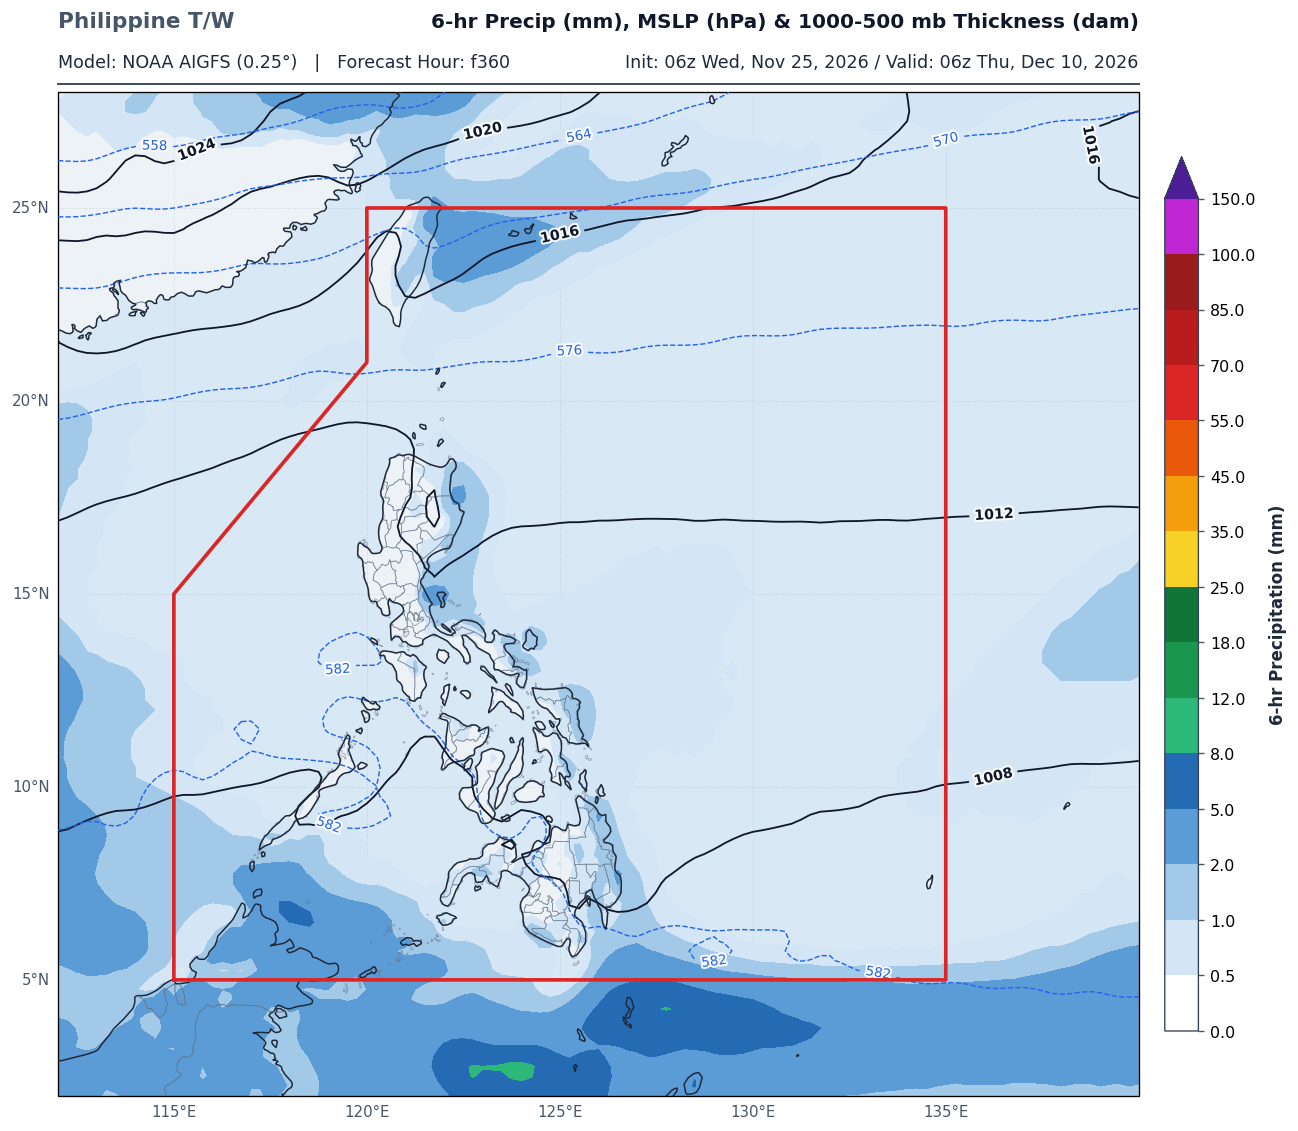 Philippine T/W
6-hr Precip (mm), MSLP (hPa) & 1000-500 mb Thickness (dam)
Model: NOAA AIGFS (0.25°) | Forecast Hour: f360
Init: 06z Wed, Nov 25, 2026 / Valid: 06z Thu, Dec 10, 2026
558
1024
1020
564
570
1016
1016
576
1012
582
1008
582
582
582
25°N
20°N
15°N
10°N
5°N
115°E
120°E
125°E
130°E
135°E
150.0
100.0
85.0
70.0
55.0
45.0
35.0
25.0
18.0
12.0
8.0
5.0
2.0
1.0
0.5
0.0
6-hr Precipitation (mm)